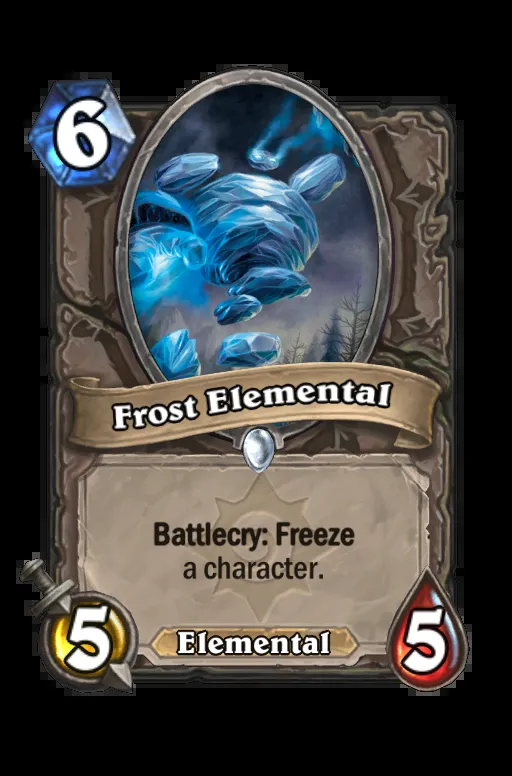 6
Frost Elemental
Battlecry: Freeze
a character.
5
Elemental
5